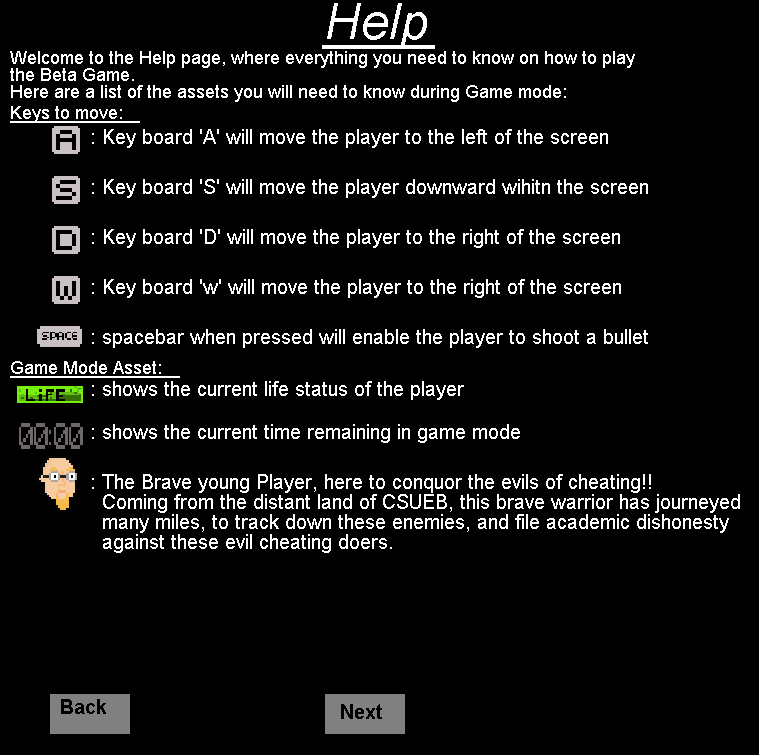 Help
Welcome to the Help page, where everything you need to know on how to play
the Beta Game.
Here are a list of the assets you will need to know during Game mode:
Keys to move:
A : Key board 'A' will move the player to the left of the screen
S : Key board 'S' will move the player downward wihitn the screen
D : Key board 'D' will move the player to the right of the screen
W : Key board 'w' will move the player to the right of the screen
SPACE : spacebar when pressed will enable the player to shoot a bullet
Game Mode Asset:
LiFE : shows the current life status of the player
00:00 : shows the current time remaining in game mode
: The Brave young Player, here to conquor the evils of cheating!!
Coming from the distant land of CSUEB, this brave warrior has journeyed
many miles, to track down these enemies, and file academic dishonesty
against these evil cheating doers.
Back
Next